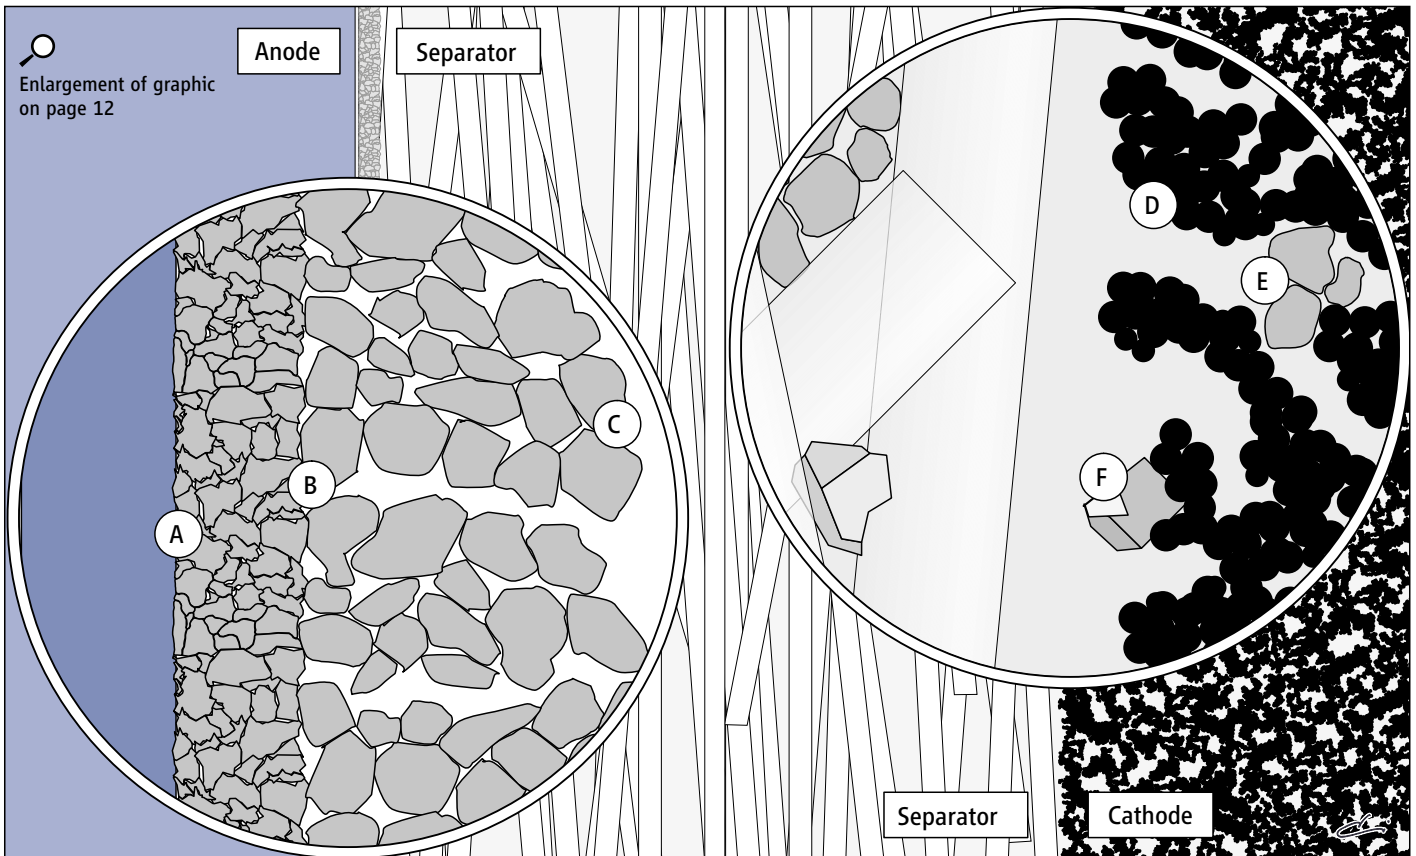 Anode
Separator
Enlargement of graphic
on page 12
A
B
C
D
E
F
Separator
Cathode